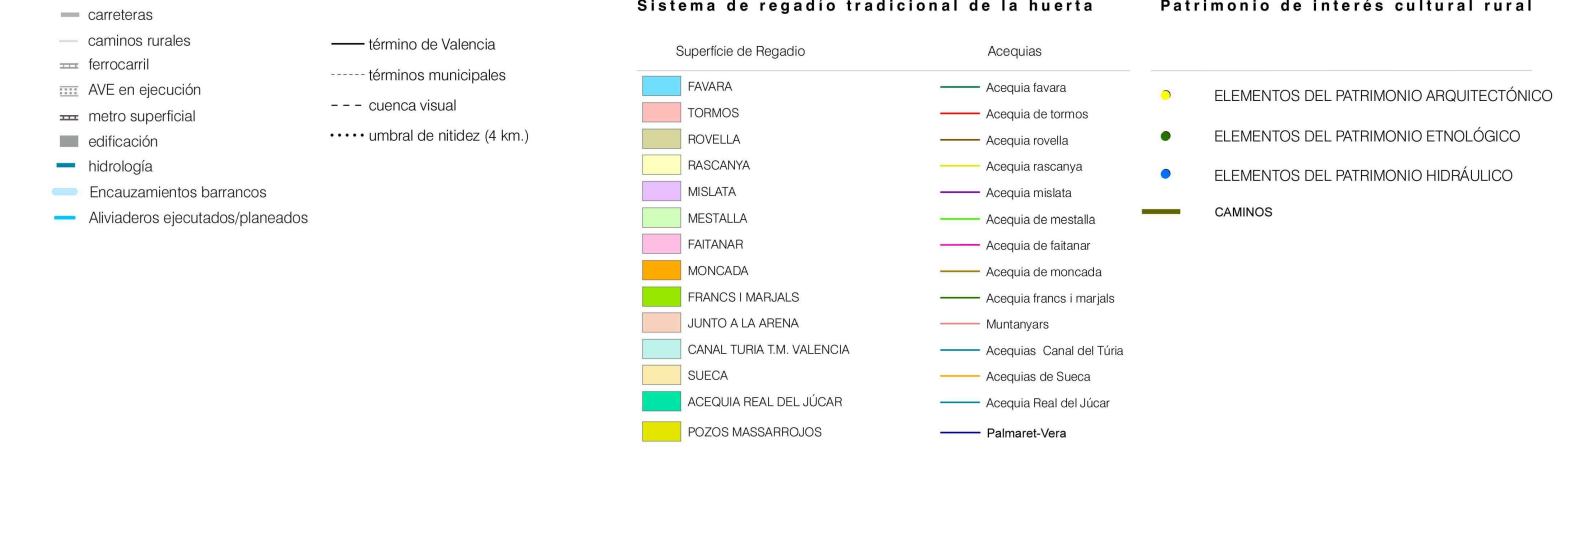 carreteras
caminos rurales
ferrocarril
AVE en ejecución
metro superficial
edificación
hidrología
Encauzamientos barrancos
Aliviaderos ejecutados/planeados
término de Valencia
términos municipales
cuenca visual
umbral de nitidez (4 km.)
Sistema de regadío tradicional de la huerta
Superfície de Regadio
FAVARA
TORMOS
ROVELLA
RASCANYA
MISLATA
MESTALLA
FAITANAR
MONCADA
FRANCS I MARJALS
JUNTO A LA ARENA
CANAL TURIA T.M. VALENCIA
SUECA
ACEQUIA REAL DEL JÚCAR
POZOS MASSARROJOS
Acequias
Acequia favara
Acequia de tormos
Acequia rovella
Acequia rascanya
Acequia mislata
Acequia de mestalla
Acequia de faitanar
Acequia de moncada
Acequia francs i marjals
Muntanyars
Acequias Canal del Túria
Acequias de Sueca
Acequia Real del Júcar
Palmaret-Vera
Patrimonio de interés cultural rural
ELEMENTOS DEL PATRIMONIO ARQUITECTÓNICO
ELEMENTOS DEL PATRIMONIO ETNOLÓGICO
ELEMENTOS DEL PATRIMONIO HIDRÁULICO
CAMINOS